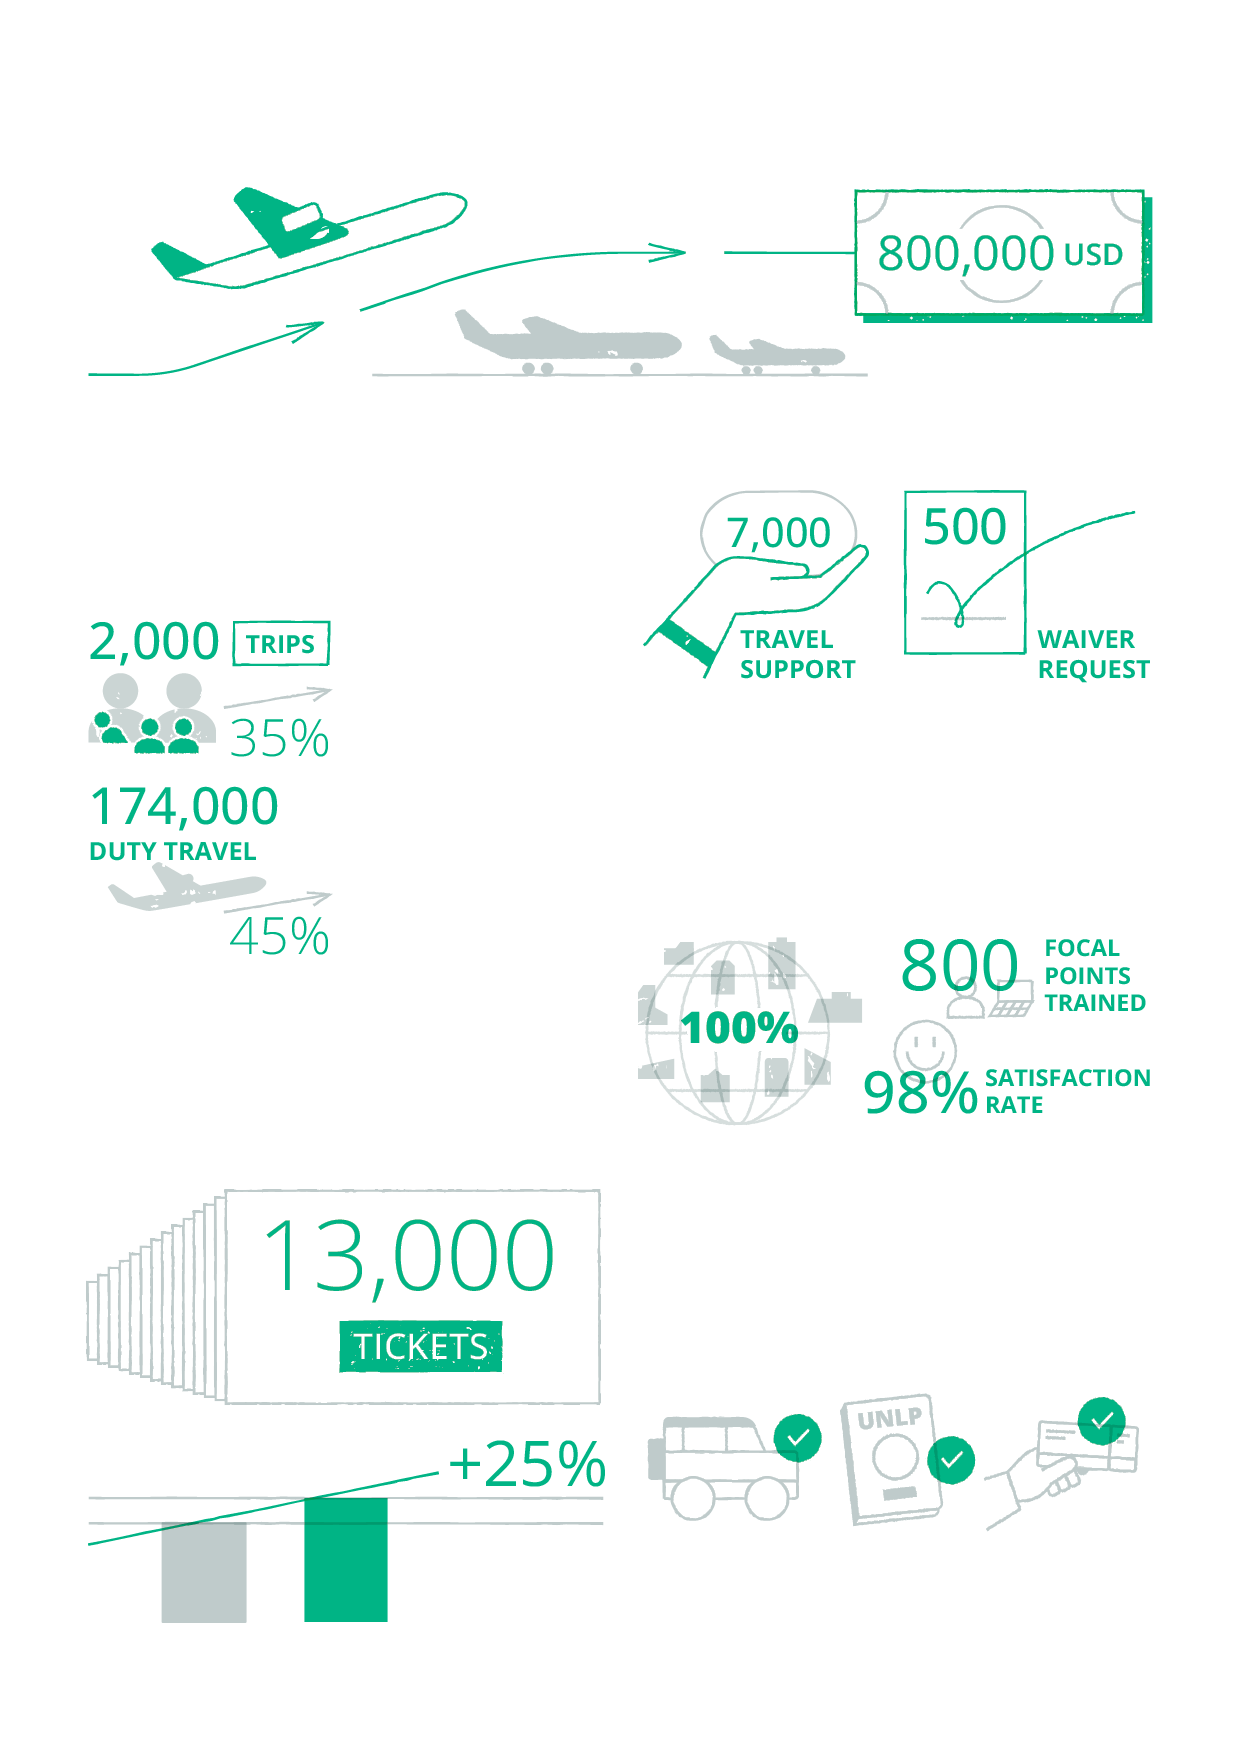 800,000 USD
7,000
TRAVEL
SUPPORT
500
WAIVER
REQUEST
2,000 TRIPS
35%
174,000
DUTY TRAVEL
45%
100%
800 FOCAL
POINTS
TRAINED
98% SATISFACTION
RATE
13,000
TICKETS
+25%
UNLP